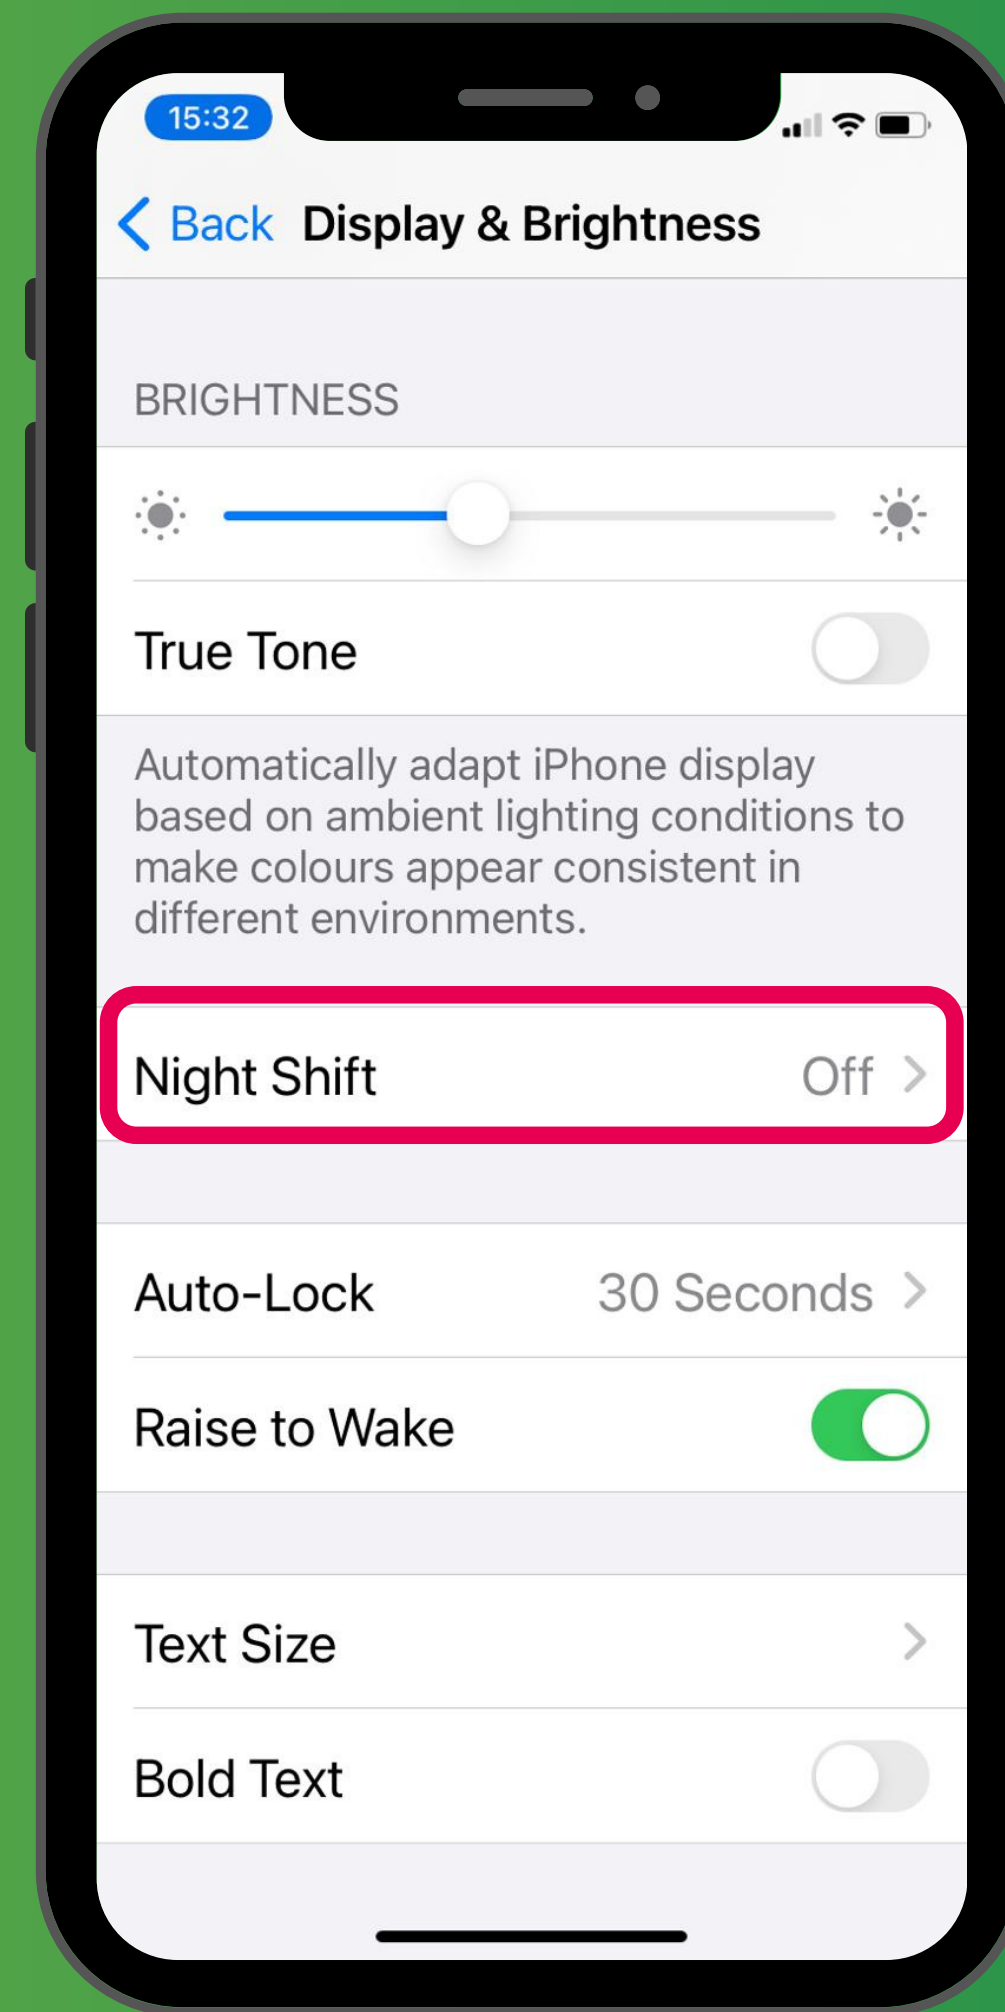 15:32
Back Display & Brightness
BRIGHTNESS
True Tone
Automatically adapt iPhone display
based on ambient lighting conditions to
make colours appear consistent in
different environments.
Night Shift Off
Auto-Lock 30 Seconds
Raise to Wake
Text Size
Bold Text